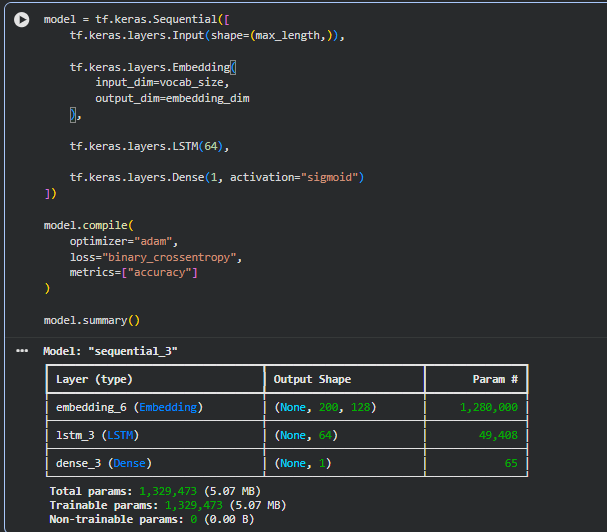 model = tf.keras.Sequential([
    tf.keras.layers.Input(shape=(max_length,)),
    tf.keras.layers.Embedding(
        input_dim=vocab_size,
        output_dim=embedding_dim
    ),
    tf.keras.layers.LSTM(64),
    tf.keras.layers.Dense(1, activation="sigmoid")
])
model.compile(
    optimizer="adam",
    loss="binary_crossentropy",
    metrics=["accuracy"]
)
model.summary()
Model: "sequential_3"
Layer (type) Output Shape Param #
embedding_6 (Embedding) (None, 200, 128) 1,280,000
lstm_3 (LSTM) (None, 64) 49,408
dense_3 (Dense) (None, 1) 65
Total params: 1,329,473 (5.07 MB)
Trainable params: 1,329,473 (5.07 MB)
Non-trainable params: 0 (0.00 B)